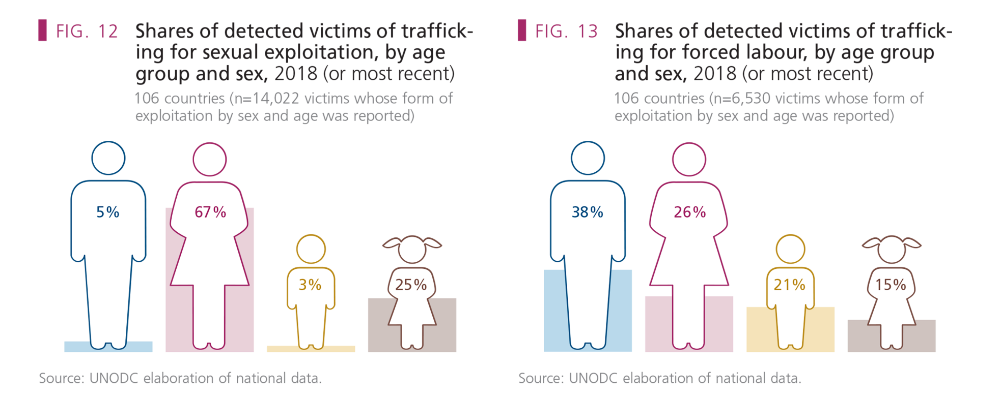 FIG. 12 Shares of detected victims of traffick-
ing for sexual exploitation, by age
group and sex, 2018 (or most recent)
106 countries (n=14,022 victims whose form of
exploitation by sex and age was reported)
5%
67%
3%
25%
Source: UNODC elaboration of national data.
FIG. 13 Shares of detected victims of traffick-
ing for forced labour, by age group
and sex, 2018 (or most recent)
106 countries (n=6,530 victims whose form of
exploitation by sex and age was reported)
38%
26%
21%
15%
Source: UNODC elaboration of national data.